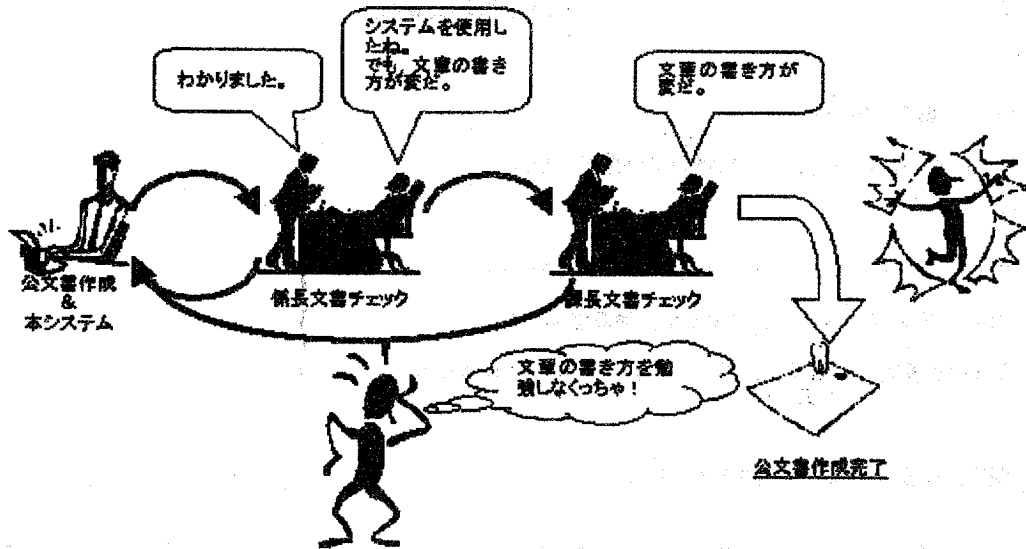 わかりました。
システムを使用し
たね。
でも、文章の書き
方が変だ。
文章の書き方が
変だ。
公文書作成
&
本システム
係長文書チェック
課長文書チェック
文章の書き方を勉
強しなくっちゃ!
公文書作成完了